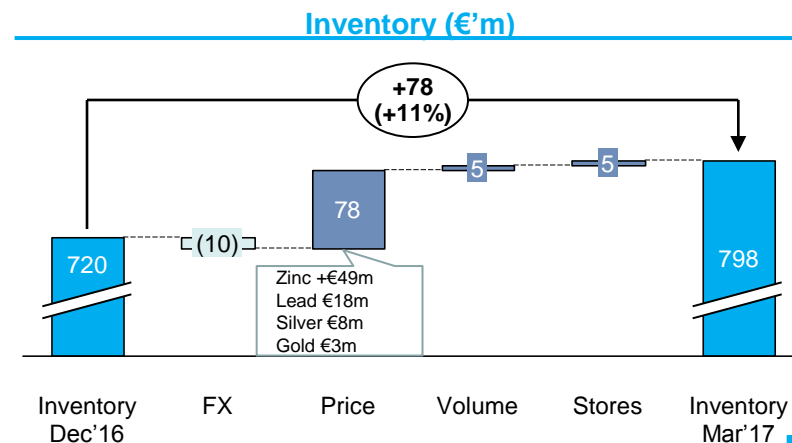 Inventory (€’m)
+78
(+11%)
720
(10)
78
5
5
798
Zinc +€49m
Lead €18m
Silver €8m
Gold €3m
Inventory
Dec’16
FX
Price
Volume
Stores
Inventory
Mar’17